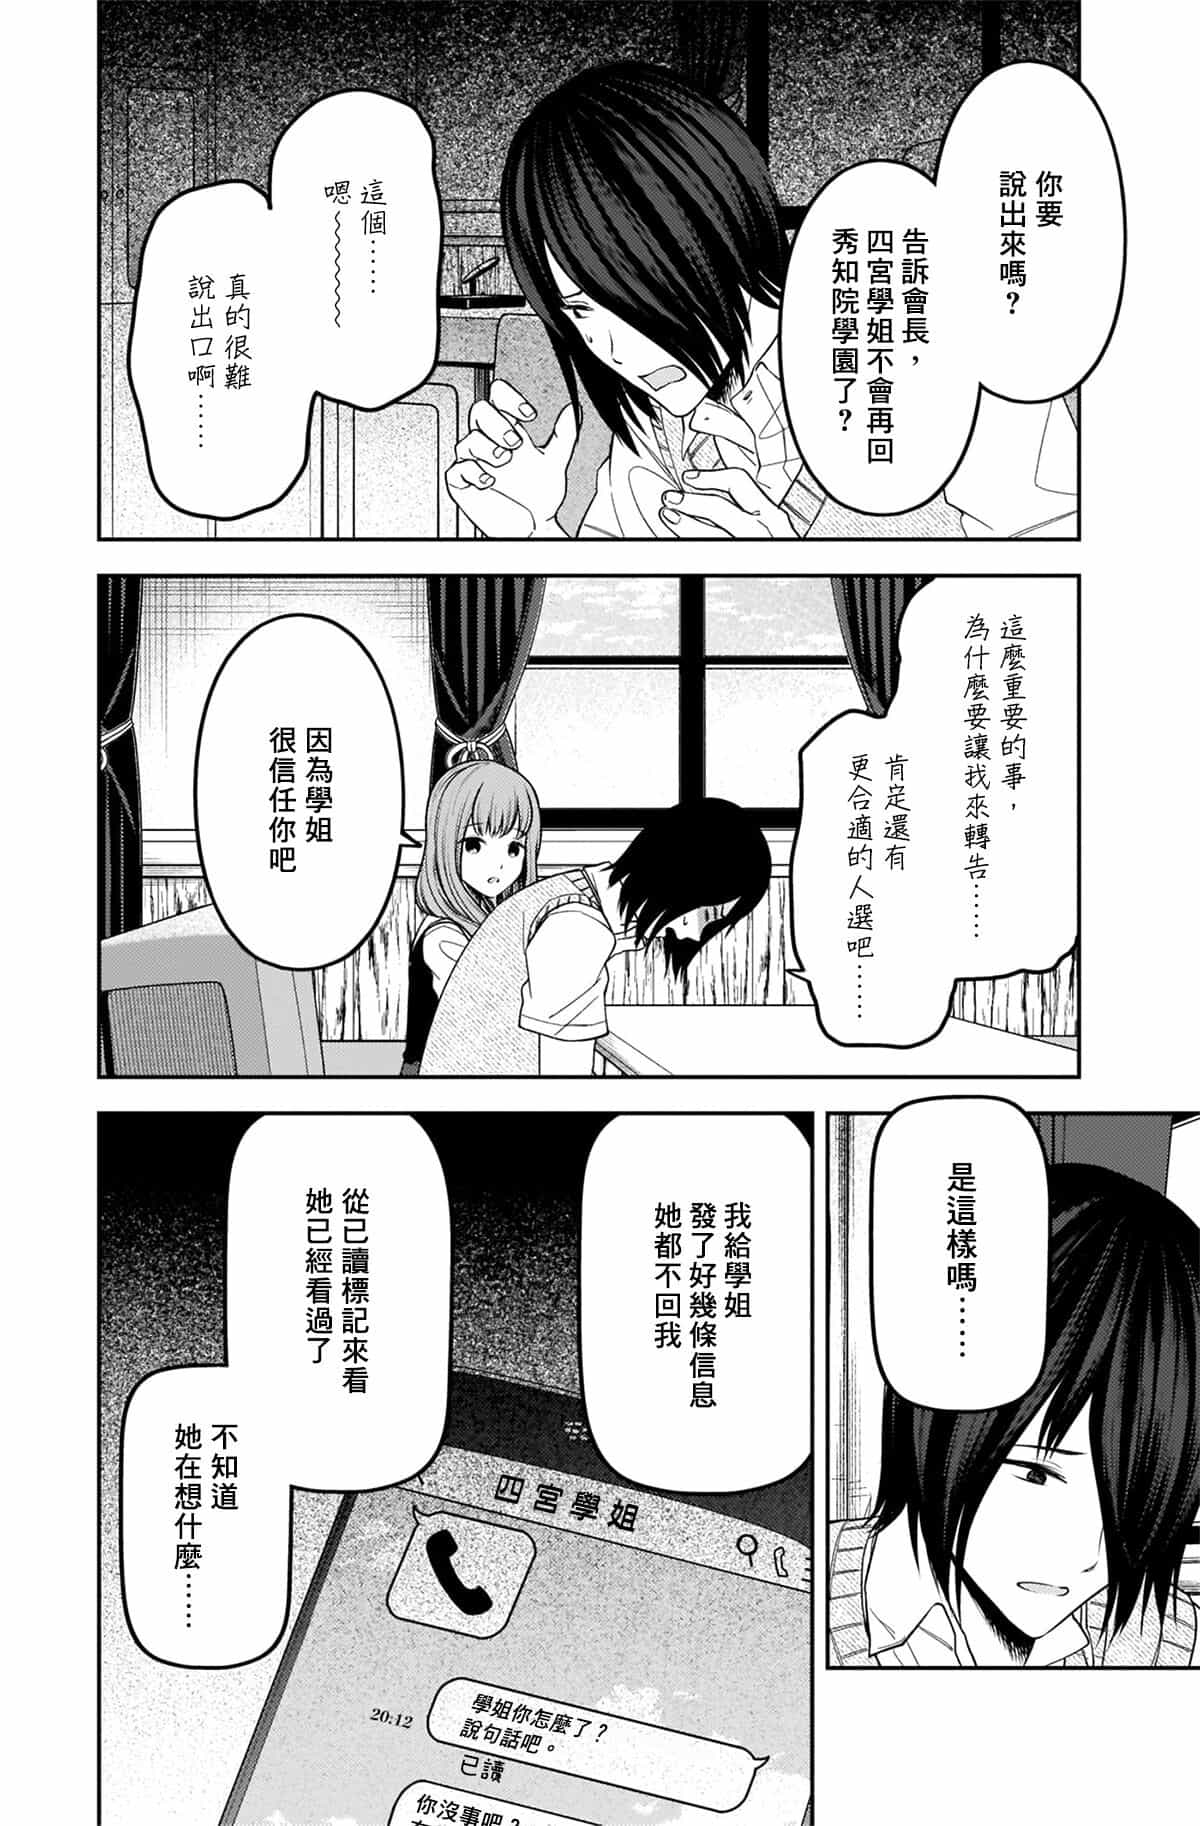 你要
說出來嗎？
告訴會長，
四宮學姐不會再回
秀知院學園了？
這個……
嗯～～～～～～
真的很難
說出口啊……
這麼重要的事，
為什麼要讓我來轉告……
肯定還有
更合適的人選吧……
因為學姐
很信任你吧
是這樣嗎……
我給學姐
發了好幾條信息
她都不回我
從已讀標記來看
她已經看過了
不知道
她在想什麼……
四宮學姐
學姐你怎麼了？
說句話吧。
20:12
已讀
你沒事吧？